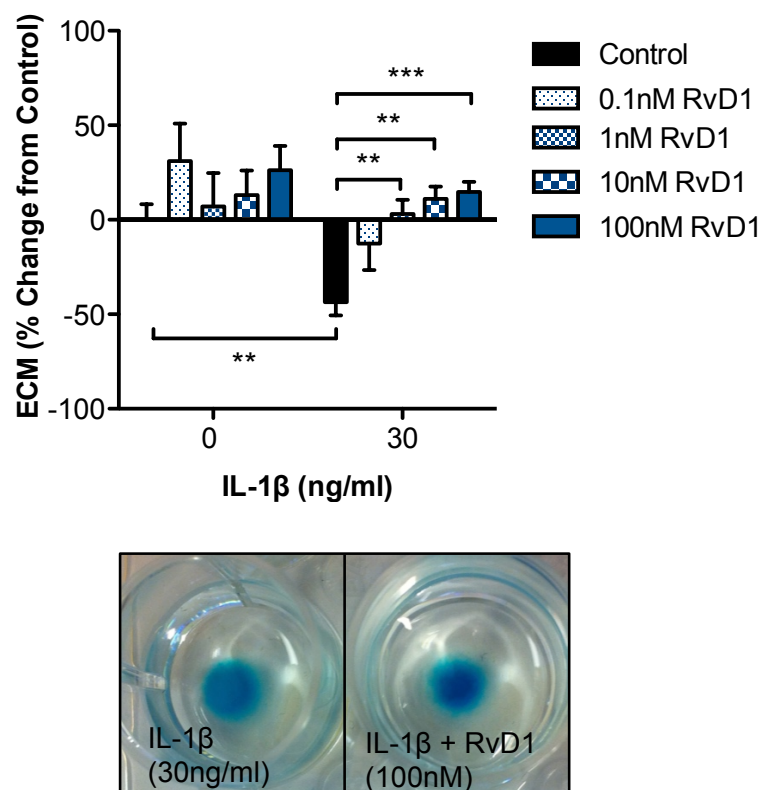 100
50
0
-50
-100
ECM (% Change from Control)
***
**
**
**
0
30
IL-1β (ng/ml)
Control
0.1nM RvD1
1nM RvD1
10nM RvD1
100nM RvD1
IL-1β
(30ng/ml)
IL-1β + RvD1
(100nM)